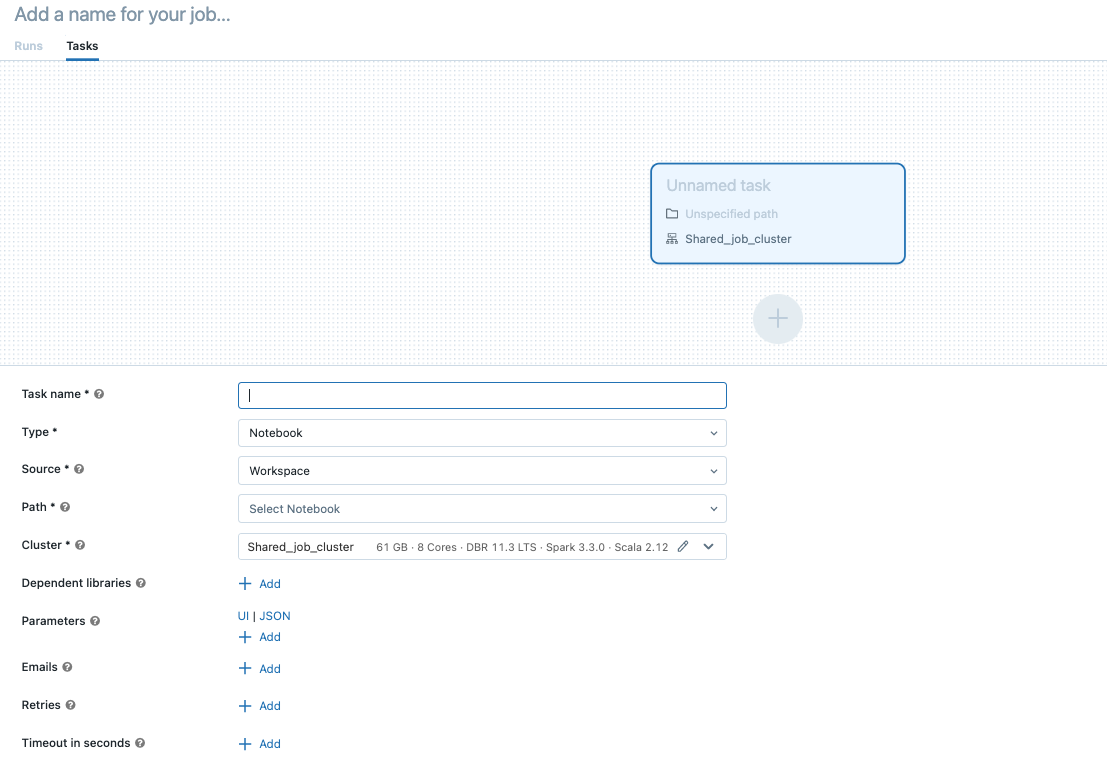 Add a name for your job...
Runs Tasks
Unnamed task
Unspecified path
Shared_job_cluster
Task name *
Type * Notebook
Source * Workspace
Path * Select Notebook
Cluster * Shared_job_cluster 61 GB · 8 Cores · DBR 11.3 LTS · Spark 3.3.0 · Scala 2.12
Dependent libraries + Add
Parameters UI | JSON
+ Add
Emails + Add
Retries + Add
Timeout in seconds + Add